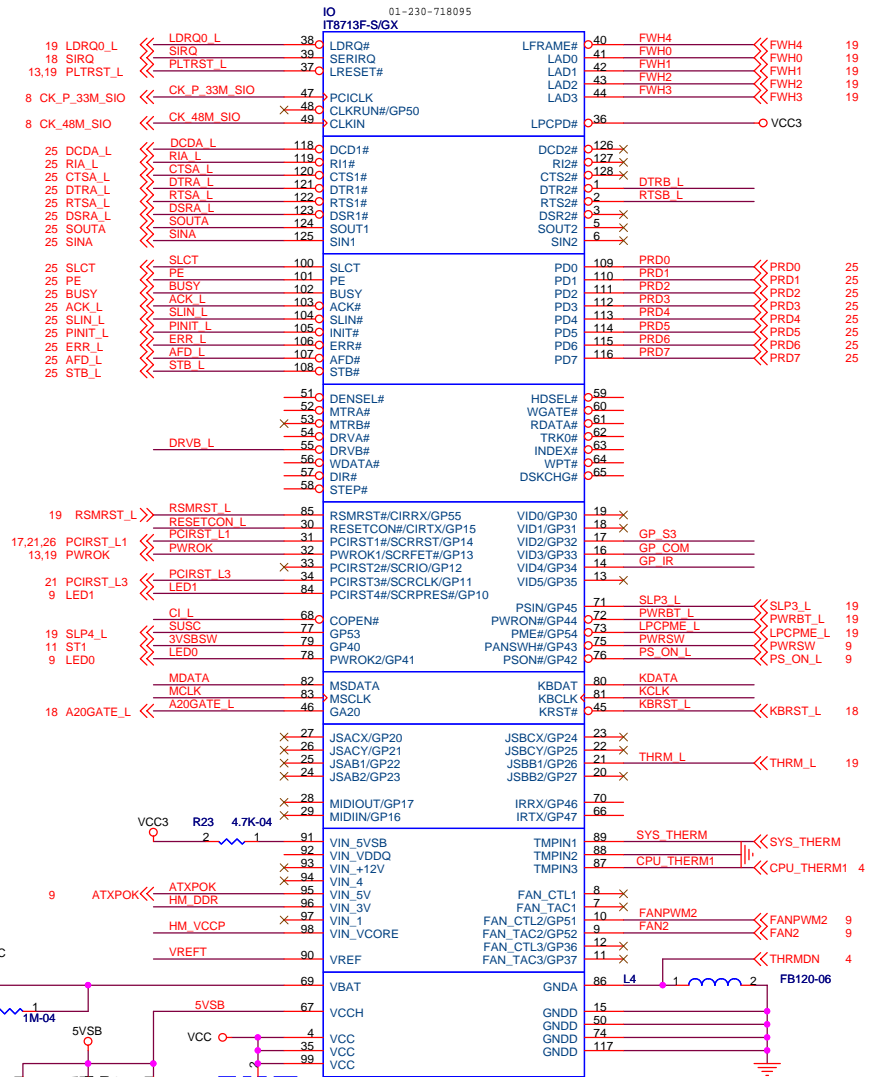 IO 01-230-718095
IT8713F-S/GX
19 LDRQ0_L LDRQ0_L 38 LDRQ# LFRAME# 40 FWH4 FWH4 19
18 SIRQ SIRQ 39 SERIRQ LAD0 41 FWH0 FWH0 19
13,19 PLTRST_L PLTRST_L 37 LRESET# LAD1 42 FWH1 FWH1 19
LAD2 43 FWH2 FWH2 19
8 CK_P_33M_SIO CK_P_33M_SIO 47 PCICLK LAD3 44 FWH3 FWH3 19
48 CLKRUN#/GP50
8 CK_48M_SIO CK_48M_SIO 49 CLKIN LPCPD# 36 VCC3
25 DCDA_L DCDA_L 118 DCD1# DCD2# 126
25 RIA_L RIA_L 119 RI1# RI2# 127
25 CTSA_L CTSA_L 120 CTS1# CTS2# 128
25 DTRA_L DTRA_L 121 DTR1# DTR2# 1 DTRB_L
25 RTSA_L RTSA_L 122 RTS1# RTS2# 2 RTSB_L
25 DSRA_L DSRA_L 123 DSR1# DSR2# 3
25 SOUTA SOUTA 124 SOUT1 SOUT2 5
25 SINA SINA 125 SIN1 SIN2 6
25 SLCT SLCT 100 SLCT PD0 109 PRD0 PRD0 25
25 PE PE 101 PE PD1 110 PRD1 PRD1 25
25 BUSY BUSY 102 BUSY PD2 111 PRD2 PRD2 25
25 ACK_L ACK_L 103 ACK# PD3 112 PRD3 PRD3 25
25 SLIN_L SLIN_L 104 SLIN# PD4 113 PRD4 PRD4 25
25 PINIT_L PINIT_L 105 INIT# PD5 114 PRD5 PRD5 25
25 ERR_L ERR_L 106 ERR# PD6 115 PRD6 PRD6 25
25 AFD_L AFD_L 107 AFD# PD7 116 PRD7 PRD7 25
25 STB_L STB_L 108 STB#
51 DENSEL# HDSEL# 59
52 MTRA# WGATE# 60
53 MTRB# RDATA# 61
54 DRVA# TRK0# 62
DRVB_L 55 DRVB# INDEX# 63
56 WDATA# WPT# 64
57 DIR# DSKCHG# 65
58 STEP#
19 RSMRST_L RSMRST_L 85 RSMRST#/CIRRX/GP55 VID0/GP30 19
RESETCON_L 30 RESETCON#/CIRTX/GP15 VID1/GP31 18
17,21,26 PCIRST_L1 PCIRST_L1 31 PCIRST1#/SCRRST/GP14 VID2/GP32 17 GP_S3
13,19 PWROK PWROK 32 PWROK1/SCRFET#/GP13 VID3/GP33 16 GP_COM
33 PCIRST2#/SCRIO/GP12 VID4/GP34 14 GP_IR
21 PCIRST_L3 PCIRST_L3 34 PCIRST3#/SCRCLK/GP11 VID5/GP35 13
9 LED1 LED1 84 PCIRST4#/SCRPRES#/GP10
PSIN/GP45 71 SLP3_L SLP3_L 19
CI_L 68 COPEN# PWRON#/GP44 72 PWRBT_L PWRBT_L 19
19 SLP4_L SUSC 77 GP53 PME#/GP54 73 LPCPME_L LPCPME_L 19
11 ST1 3VSBSW 79 GP40 PANSWH#/GP43 75 PWRSW PWRSW 9
9 LED0 LED0 78 PWROK2/GP41 PSON#/GP42 76 PS_ON_L PS_ON_L 9
MDATA 82 MSDATA KBDAT 80 KDATA
MCLK 83 MSCLK KBCLK 81 KCLK
18 A20GATE_L A20GATE_L 46 GA20 KRST# 45 KBRST_L KBRST_L 18
27 JSACX/GP20 JSBCX/GP24 23
26 JSACY/GP21 JSBCY/GP25 22
25 JSAB1/GP22 JSBB1/GP26 21 THRM_L THRM_L 19
24 JSAB2/GP23 JSBB2/GP27 20
28 MIDIOUT/GP17 IRRX/GP46 70
29 MIDIIN/GP16 IRTX/GP47 66
VCC3 R23 4.7K-04
2 1 91 VIN_5VSB TMPIN1 89 SYS_THERM SYS_THERM
92 VIN_VDDQ TMPIN2 88
93 VIN_+12V TMPIN3 87 CPU_THERM1 CPU_THERM1 4
94 VIN_4
9 ATXPOK ATXPOK 95 VIN_5V FAN_CTL1 8
HM_DDR 96 VIN_3V FAN_TAC1 7
97 VIN_1 FAN_CTL2/GP51 10 FANPWM2 FANPWM2 9
HM_VCCP 98 VIN_VCORE FAN_TAC2/GP52 9 FAN2 FAN2 9
FAN_CTL3/GP36 12
VREFT 90 VREF FAN_TAC3/GP37 11 THRMDN 4
C
69 VBAT GNDA 86 L4 1 2 FB120-06
1 1M-04
5VSB 67 VCCH GNDD 15
GNDD 50
5VSB VCC 4 VCC GNDD 74
35 VCC GNDD 117
99 VCC
2